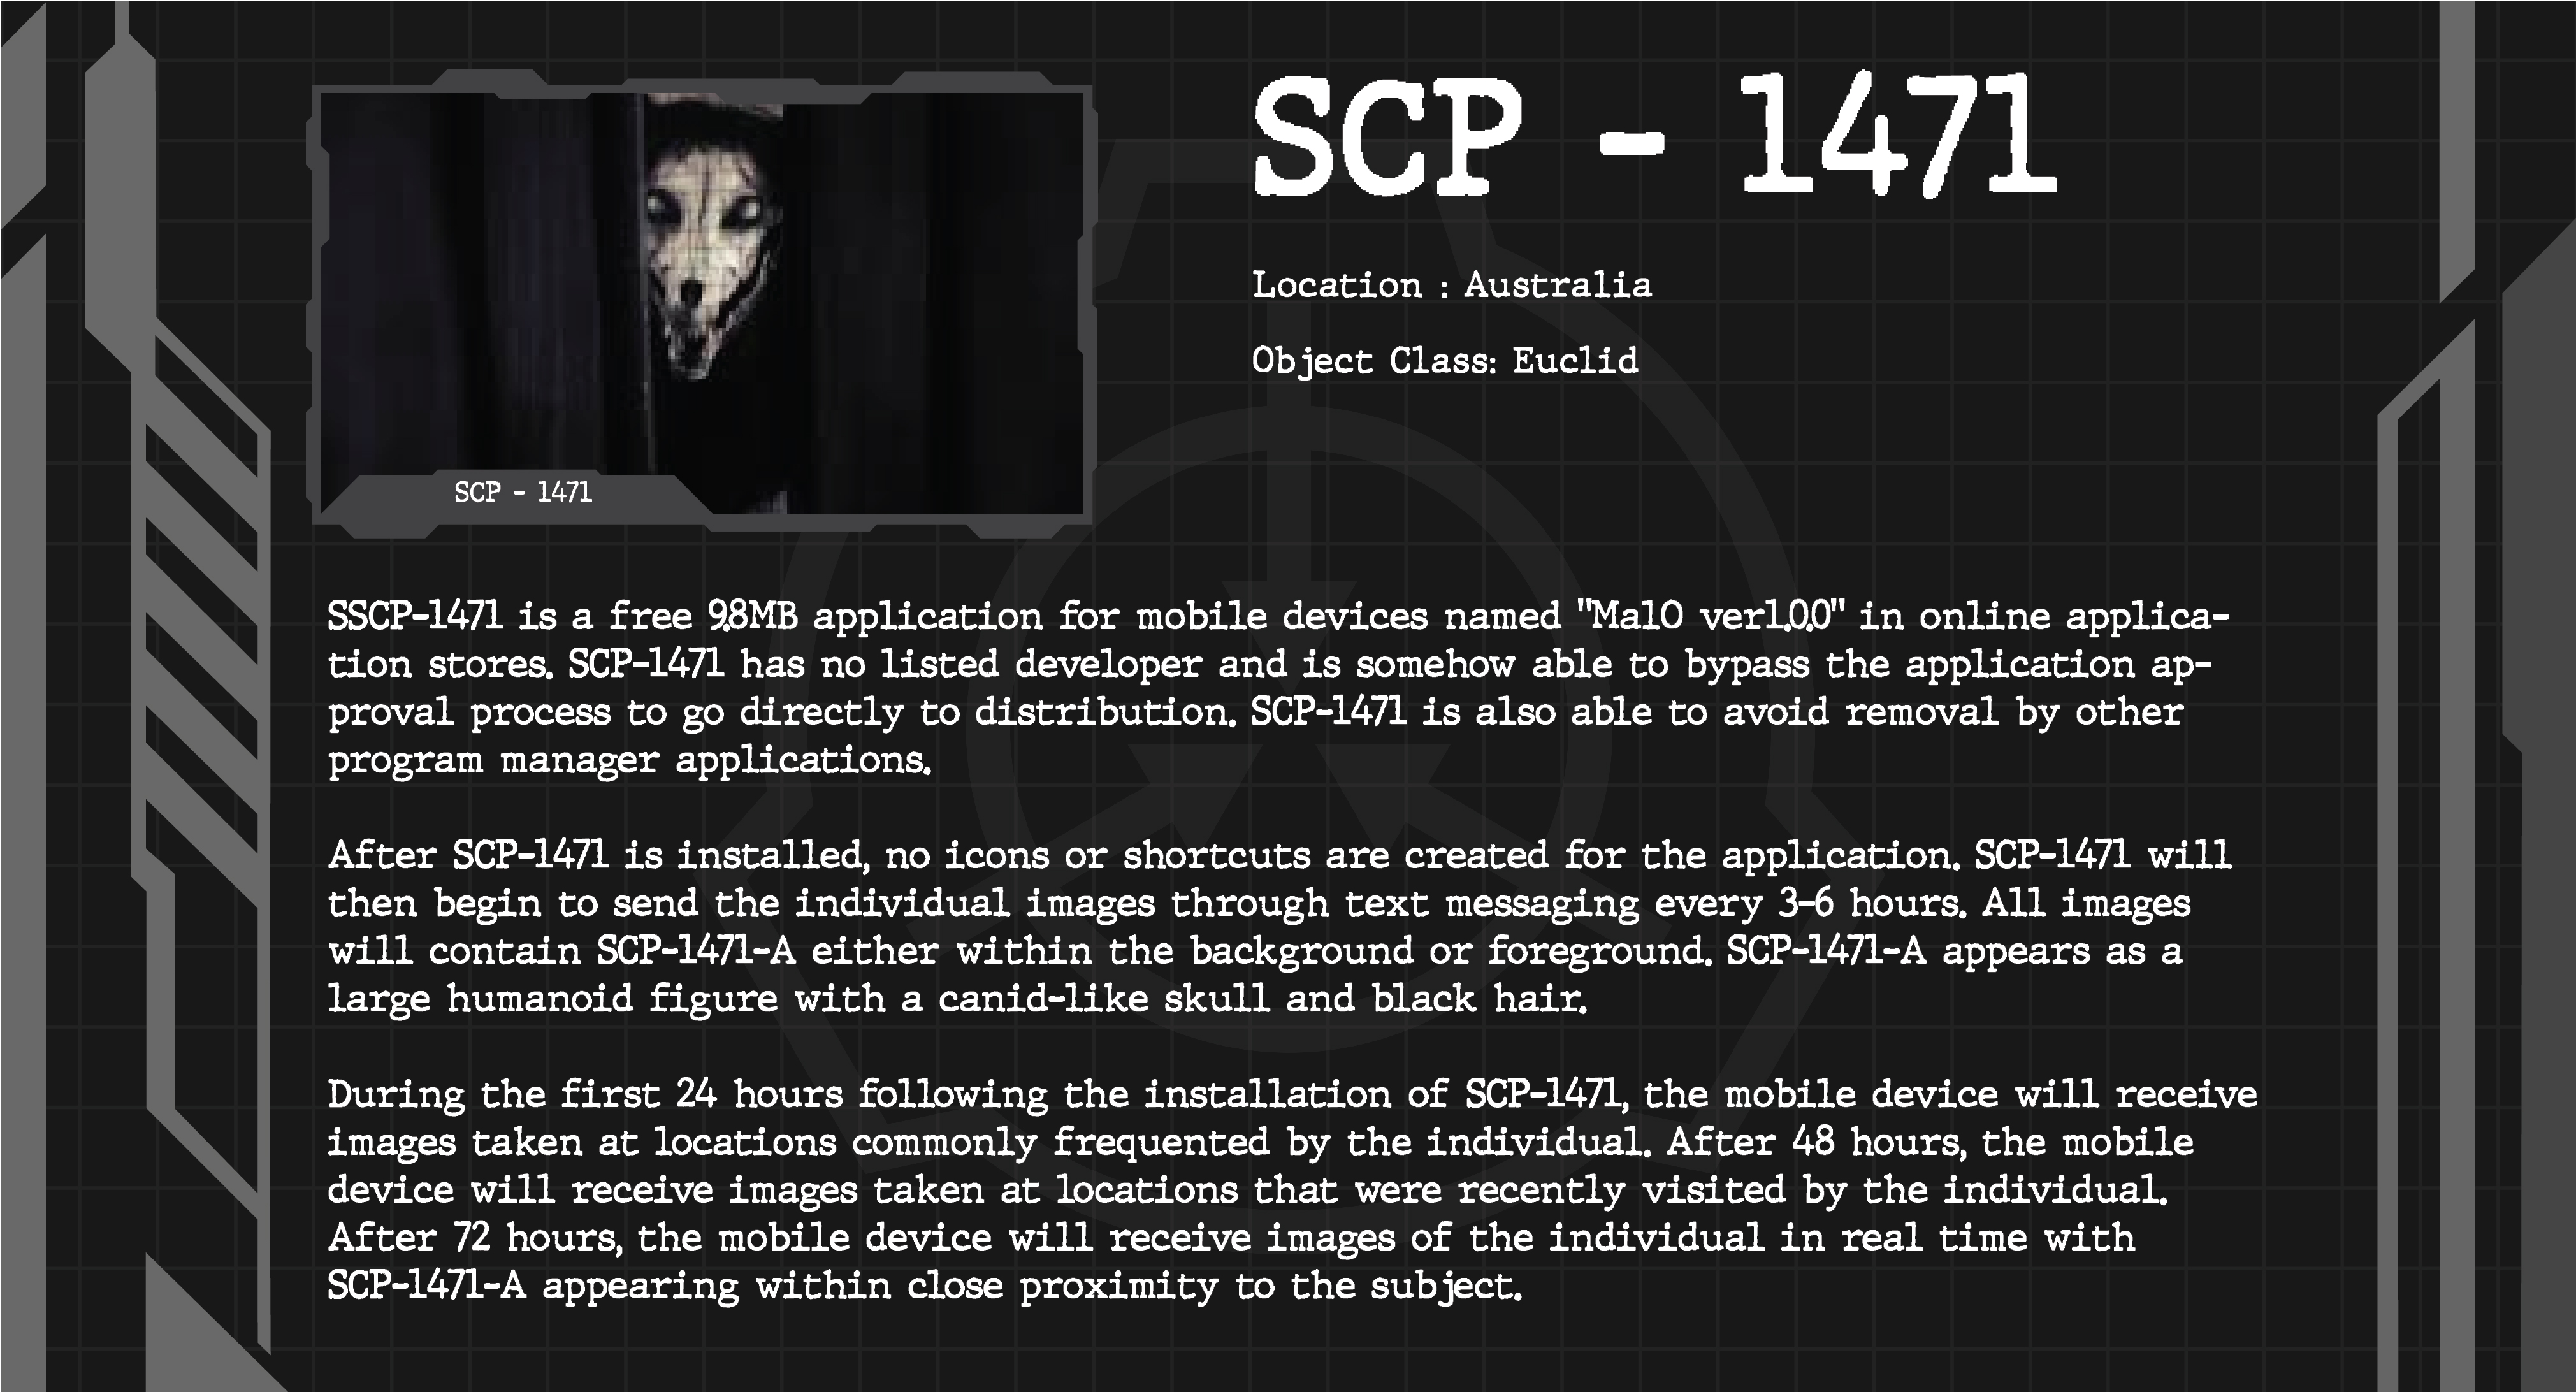 SCP - 1471
Location : Australia
Object Class: Euclid
SCP - 1471
SSCP-1471 is a free 9.8MB application for mobile devices named "MalO ver1.0.0" in online applica-
tion stores. SCP-1471 has no listed developer and is somehow able to bypass the application ap-
proval process to go directly to distribution. SCP-1471 is also able to avoid removal by other
program manager applications.
After SCP-1471 is installed, no icons or shortcuts are created for the application. SCP-1471 will
then begin to send the individual images through text messaging every 3-6 hours. All images
will contain SCP-1471-A either within the background or foreground. SCP-1471-A appears as a
large humanoid figure with a canid-like skull and black hair.
During the first 24 hours following the installation of SCP-1471, the mobile device will receive
images taken at locations commonly frequented by the individual. After 48 hours, the mobile
device will receive images taken at locations that were recently visited by the individual.
After 72 hours, the mobile device will receive images of the individual in real time with
SCP-1471-A appearing within close proximity to the subject.